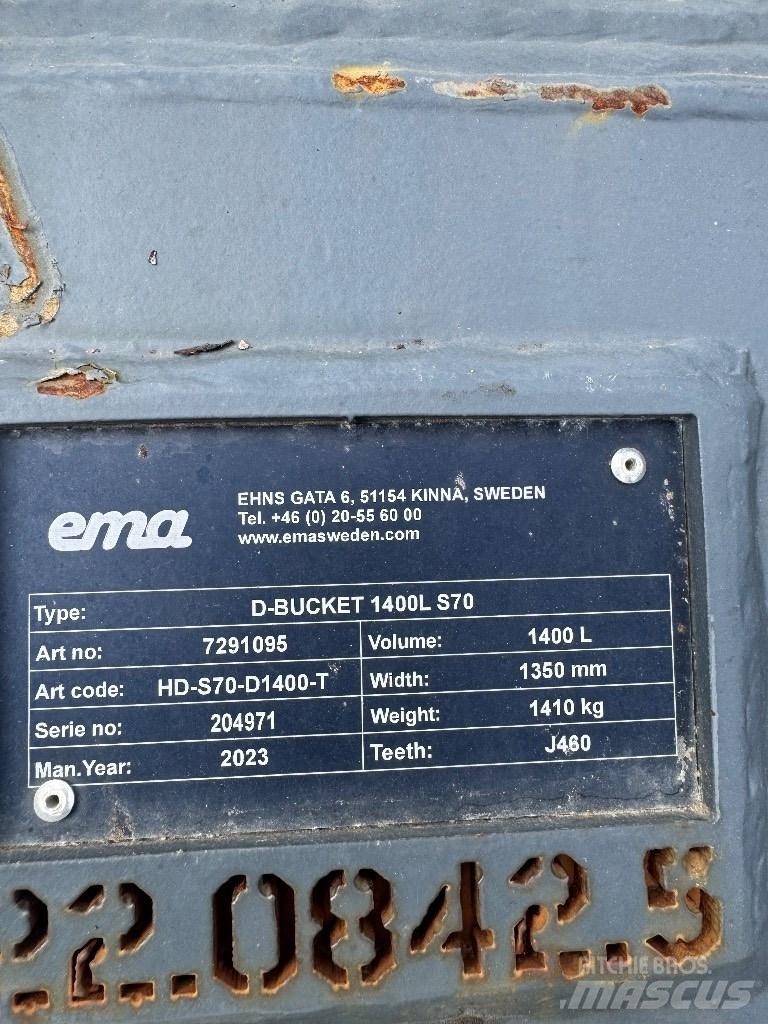 ema
EHNS GATA 6, 51154 KINNA, SWEDEN
Tel. +46 (0) 20-55 60 00
www.emasweden.com
Type: D-BUCKET 1400L S70
Art no: 7291095 Volume: 1400 L
Art code: HD-S70-D1400-T Width: 1350 mm
Serie no: 204971 Weight: 1410 kg
Man.Year: 2023 Teeth: J460
22.0842.5
RITCHIE BROS.
MASCUS